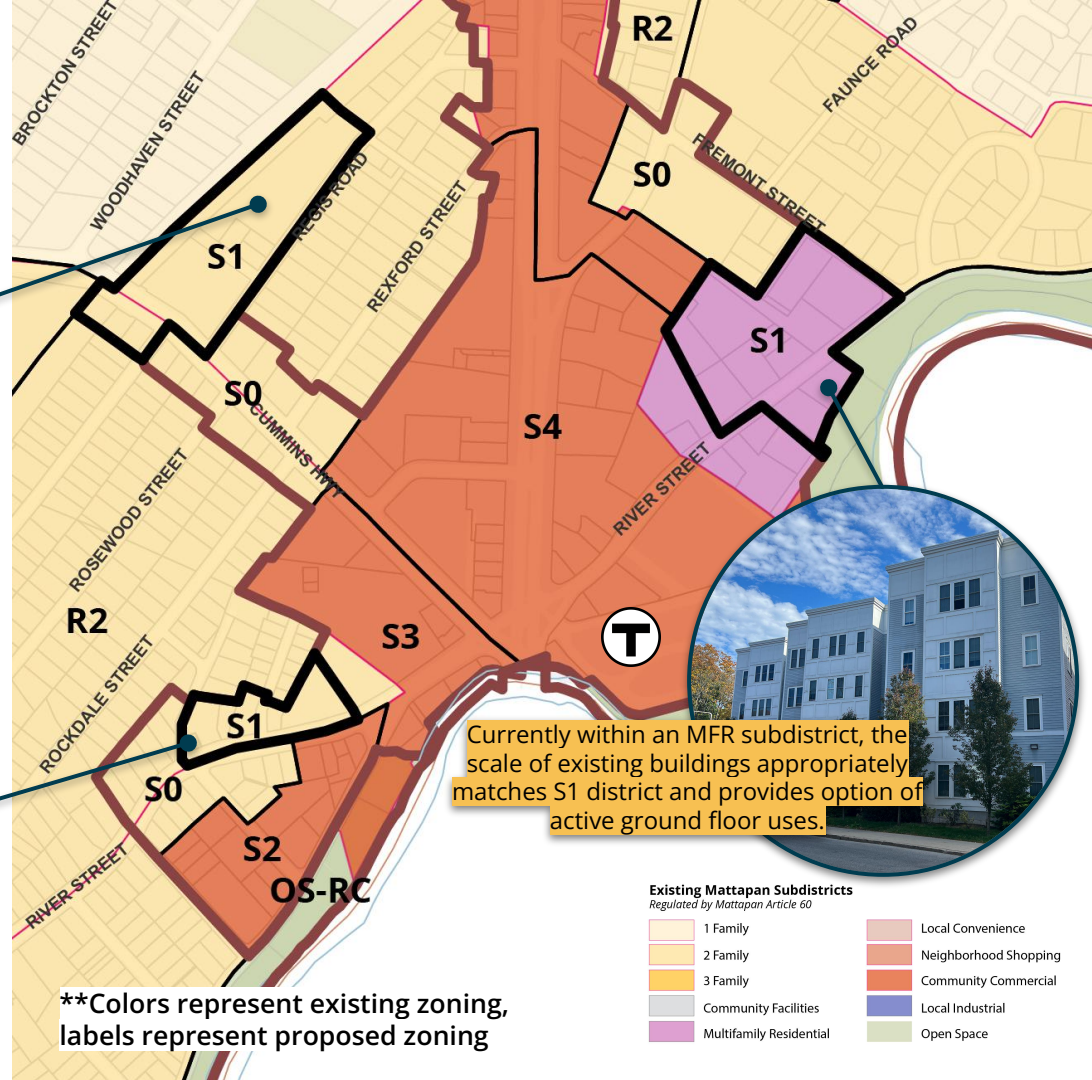 BROCKTON STREET
WOODHAVEN STREET
R2
FAUNCE ROAD
FREMONT STREET
S0
REGIS ROAD
REXFORD STREET
S1
S1
S0
CUMMINS HWY
S4
RIVER STREET
ROSEWOOD STREET
R2
S3
T
ROCKDALE STREET
S1
S0
S2
OS-RC
RIVER STREET
Currently within an MFR subdistrict, the
scale of existing buildings appropriately
matches S1 district and provides option of
active ground floor uses.
Existing Mattapan Subdistricts
Regulated by Mattapan Article 60
1 Family
2 Family
3 Family
Community Facilities
Multifamily Residential
Local Convenience
Neighborhood Shopping
Community Commercial
Local Industrial
Open Space
**Colors represent existing zoning,
labels represent proposed zoning